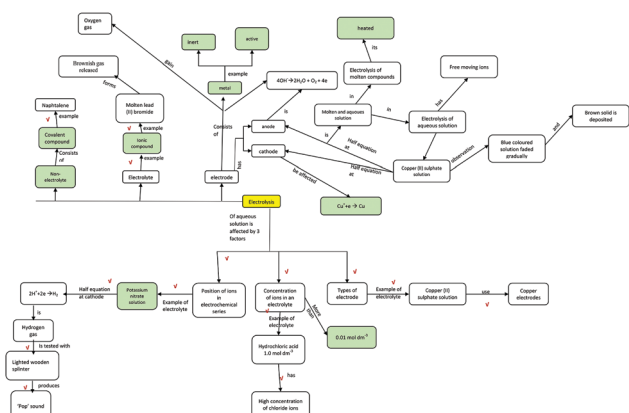 Oxygen
gas
inert
active
heated
Brownish gas
released
gain
example
metal
4OH⁻→2H₂O + O₂ + 4e
its
Electrolysis of
molten compounds
Free moving ions
forms
Naphtalene
Molten lead
(II) bromide
in
has
Brown solid is
deposited
example
example
Consists
of
anode
is
Molten and aqueous
solution
in
Electrolysis of
aqueous solution
and
Covalent
compound
Ionic
compound
is
Half equation
at
Blue coloured
solution faded
gradually
Consists
of
example
has
cathode
Half equation
at
observation
Non-
electrolyte
Electrolute
electrode
be affected
Copper (II) sulphate
solution
Electrolysis
Cu⁺+e → Cu
Of aqueous
solution is
affected by 3
factors
2H⁺+2e →H₂
Half equation
at cathode
Potassium
nitrate
solution
Example of
electrolyte
Position of ions
in
electrochemical
series
Concentration
of ions in an
electrolyte
Types of
electrode
Example of
electrolyte
Copper (II)
sulphate solution
use
Copper
electrodes
is
Example of
electrolyte
More
than
Hydrogen
gas
Hydrochloric acid
1.0 mol dm⁻³
0.01 mol dm⁻³
Is tested with
Lighted wooden
splinter
has
produces
High concentration
of chloride ions
'Pop' sound